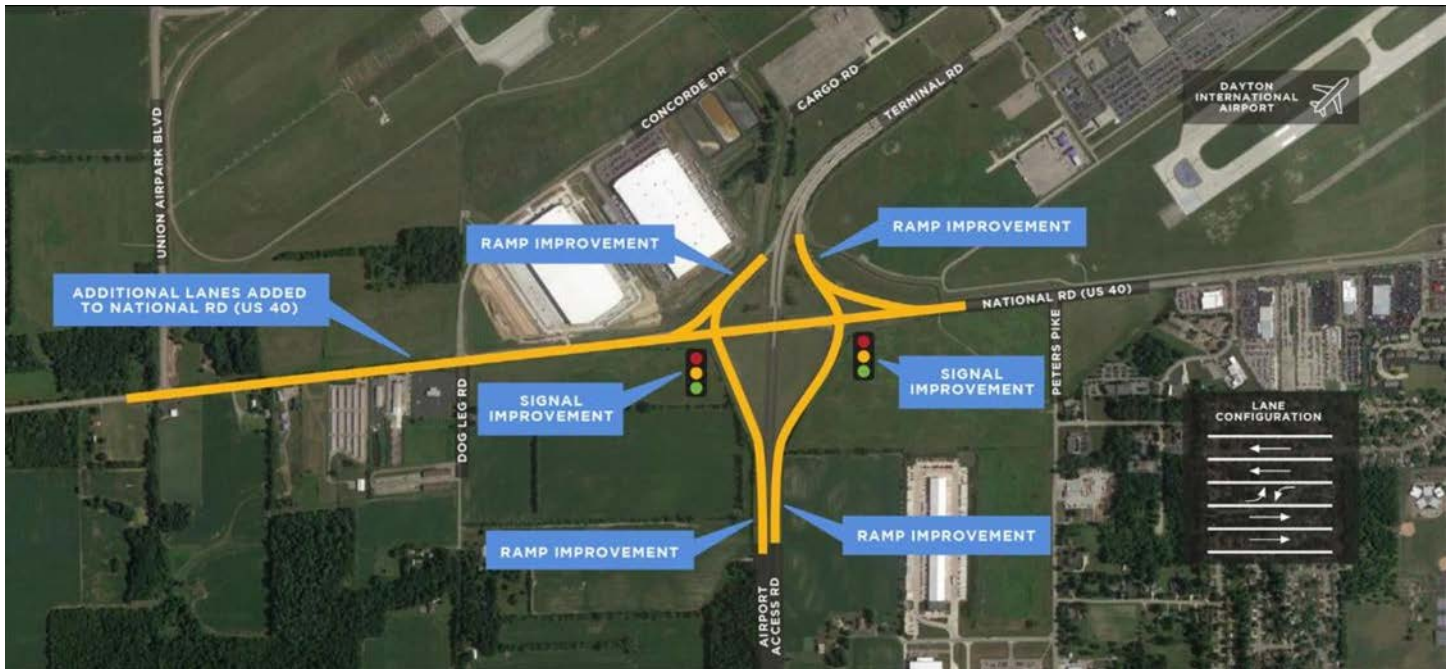 CONCORDE DR
CARGO RD
TERMINAL RD
DAYTON
INTERNATIONAL
AIRPORT
UNION AIRPARK BLVD
RAMP IMPROVEMENT
RAMP IMPROVEMENT
ADDITIONAL LANES ADDED
TO NATIONAL RD (US 40)
NATIONAL RD (US 40)
PETERS PIKE
SIGNAL
IMPROVEMENT
SIGNAL
IMPROVEMENT
DOG LEG RD
LANE
CONFIGURATION
RAMP IMPROVEMENT
RAMP IMPROVEMENT
AIRPORT
ACCESS RD